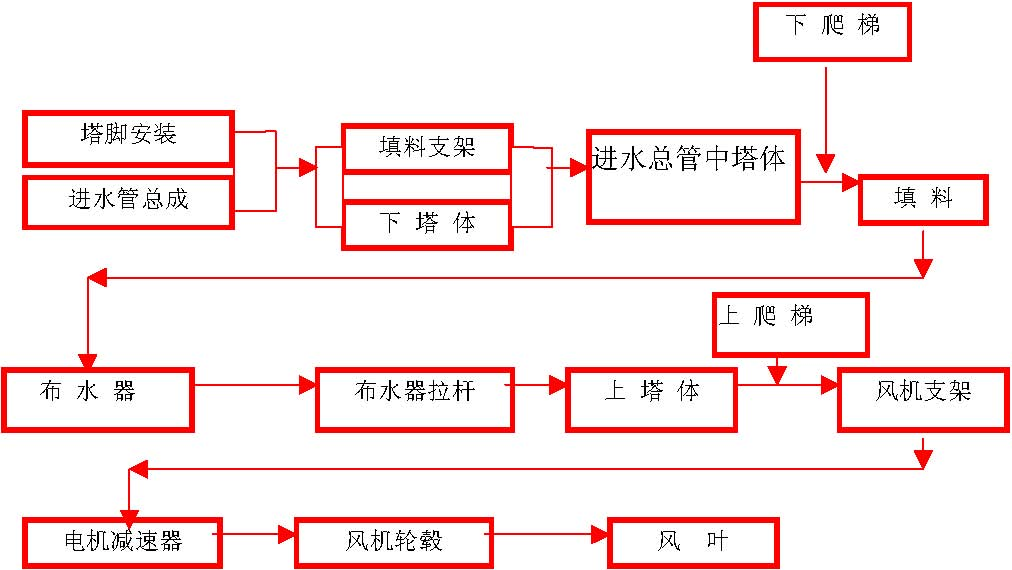 下 爬 梯
塔脚安装
填料支架
进水总管中塔体
进水管总成
下 塔 体
填 料
上 爬 梯
布 水 器
布水器拉杆
上 塔 体
风机支架
电机减速器
风机轮毂
风 叶